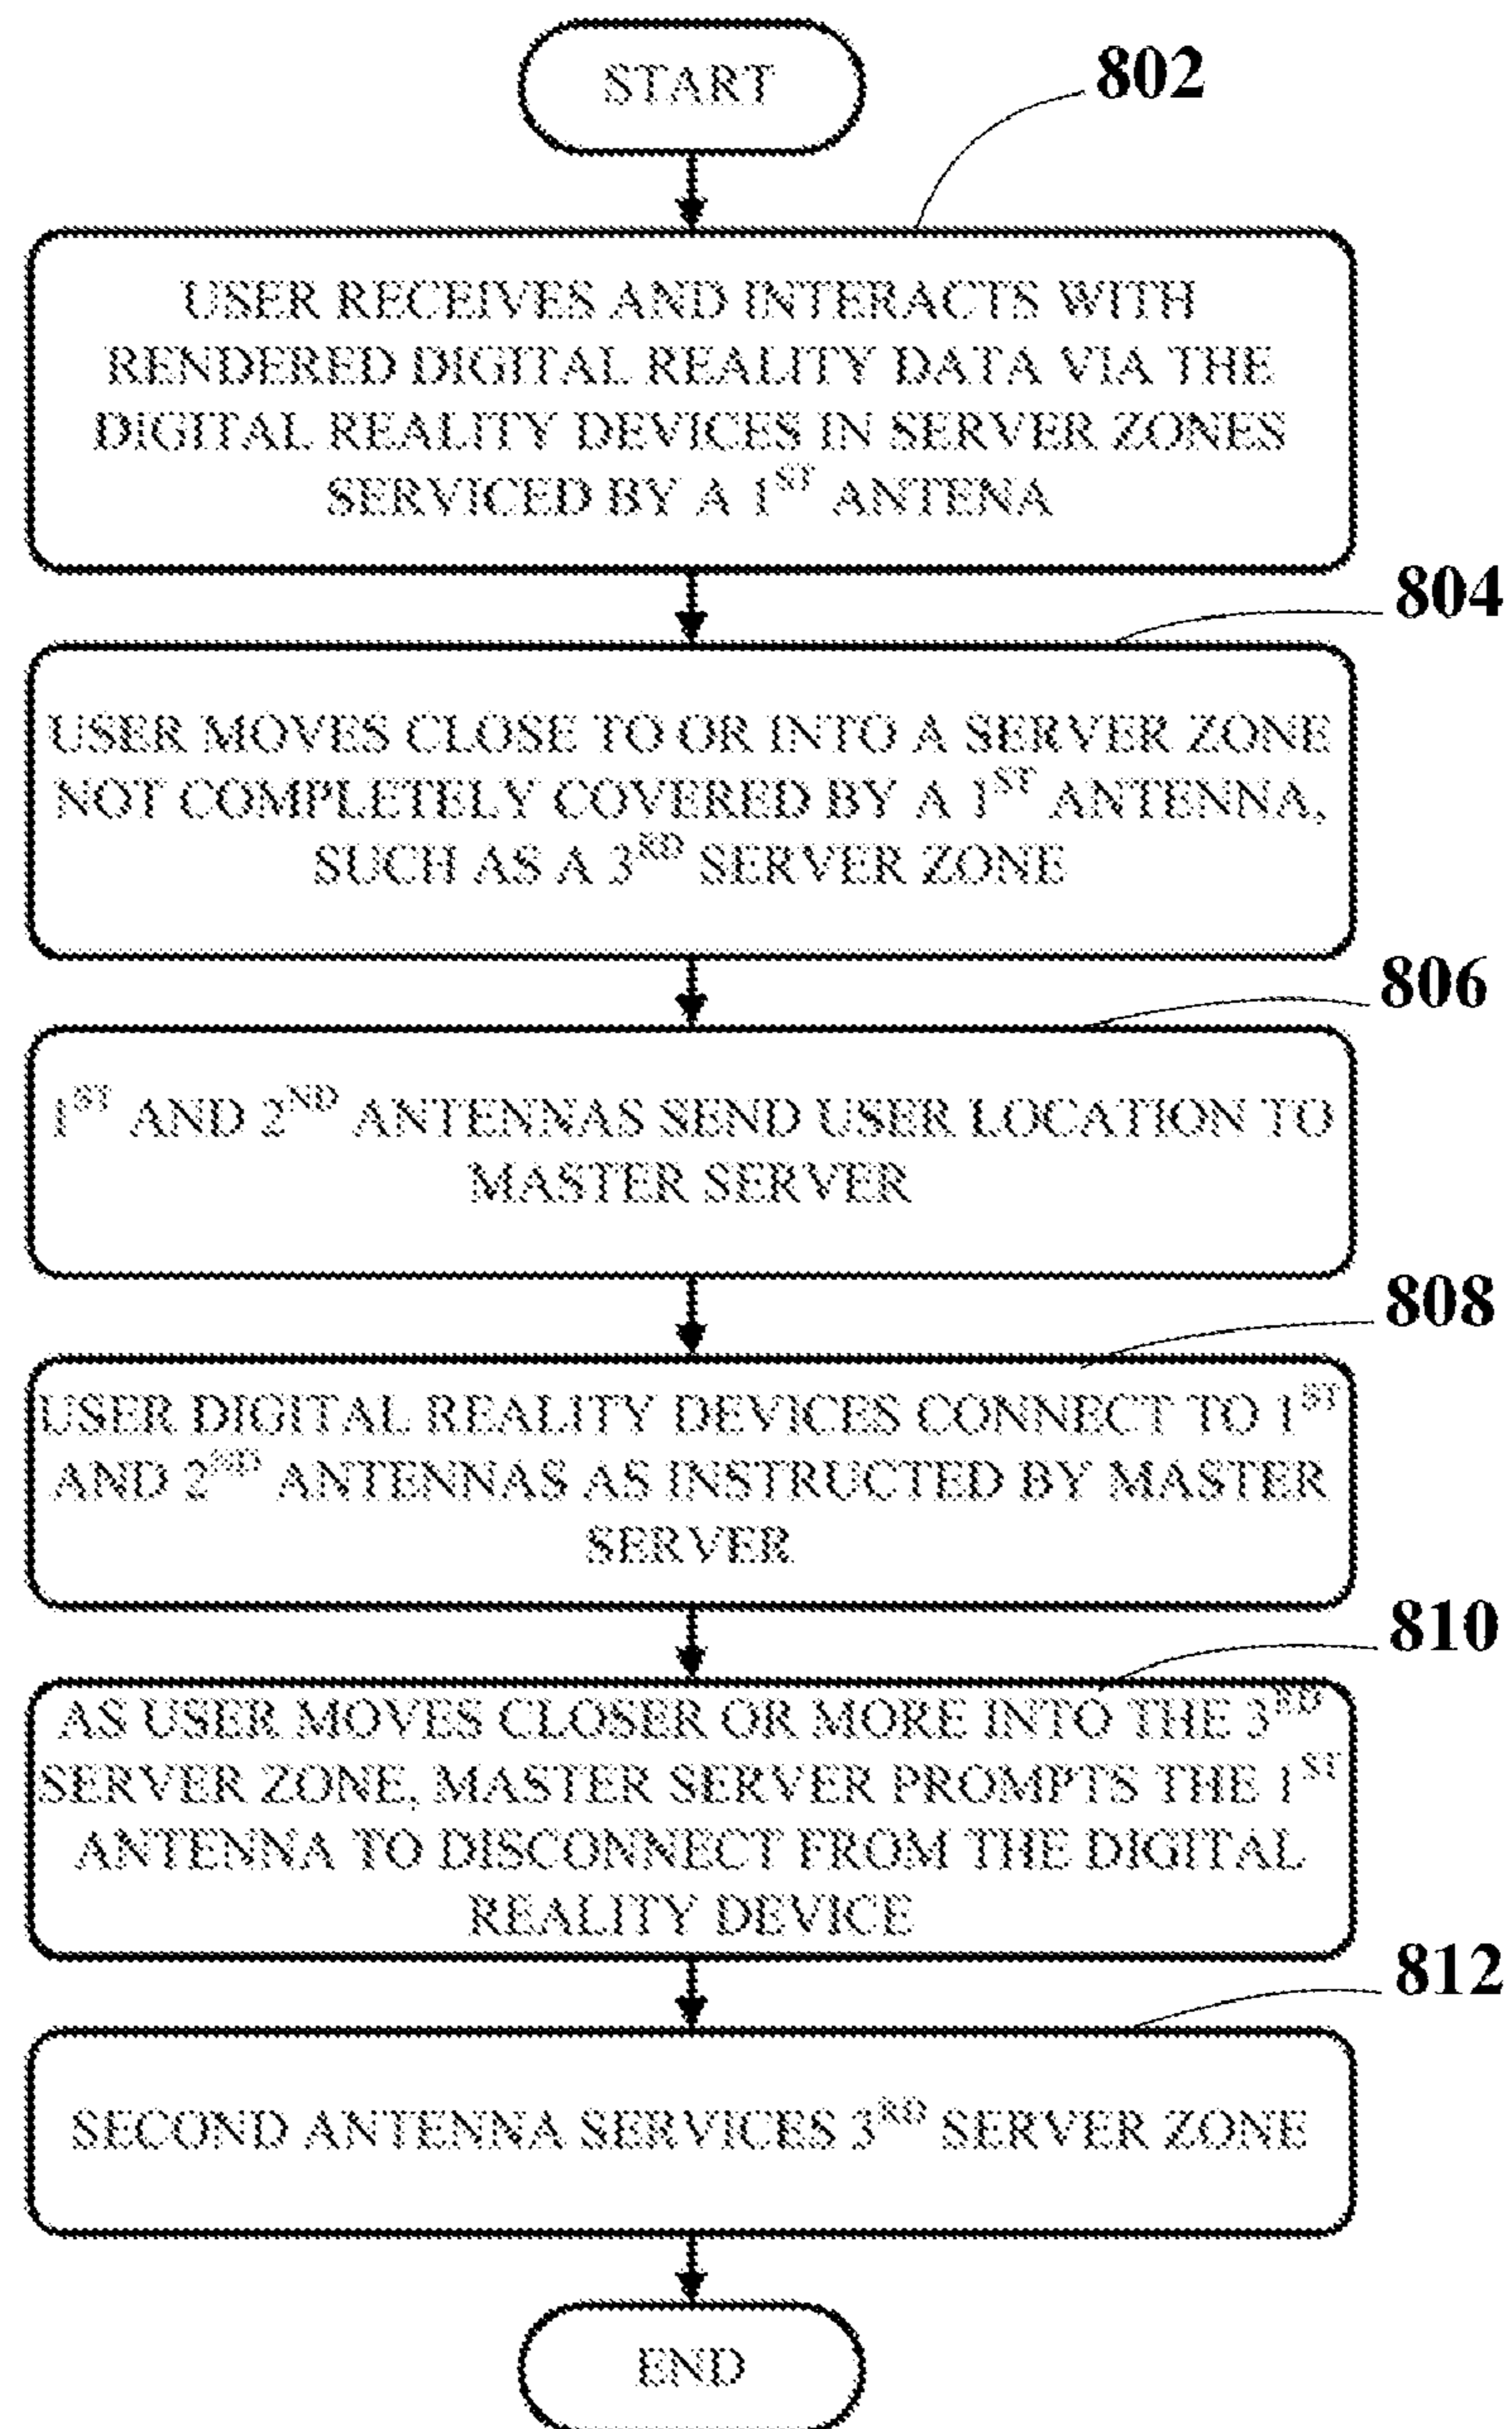 START
802
USER RECEIVES AND INTERACTS WITH
RENDERED DIGITAL REALITY DATA VIA THE
DIGITAL REALITY DEVICES IN SERVER ZONES
SERVICED BY A 1ST ANTENA
804
USER MOVES CLOSE TO OR INTO A SERVER ZONE
NOT COMPLETELY COVERED BY A 1ST ANTENNA,
SUCH AS A 3RD SERVER ZONE
806
1ST AND 2ND ANTENNAS SEND USER LOCATION TO
MASTER SERVER
808
USER DIGITAL REALITY DEVICES CONNECT TO 1ST
AND 2ND ANTENNAS AS INSTRUCTED BY MASTER
SERVER
810
AS USER MOVES CLOSER OR MORE INTO THE 3RD
SERVER ZONE, MASTER SERVER PROMPTS THE 1ST
ANTENNA TO DISCONNECT FROM THE DIGITAL
REALITY DEVICE
812
SECOND ANTENNA SERVICES 3RD SERVER ZONE
END